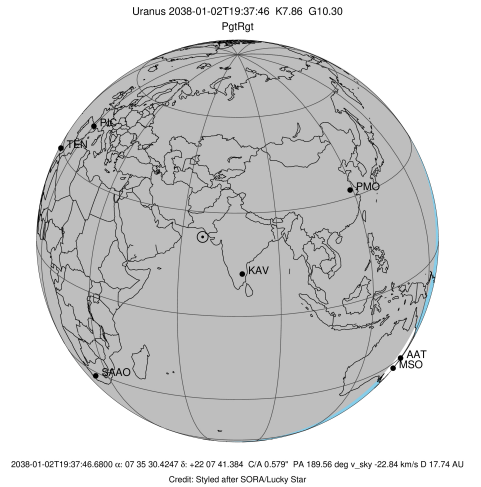 Uranus 2038-01-02T19:37:46 K7.86 G10.30
PgtRgt
PIC
TEN
PMO
KAV
AAT
MSO
SAAO
2038-01-02T19:37:46.6800 α: 07 35 30.4247 δ: +22 07 41.384 C/A 0.579" PA 189.56 deg v_sky -22.84 km/s D 17.74 AU
Credit: Styled after SORA/Lucky Star